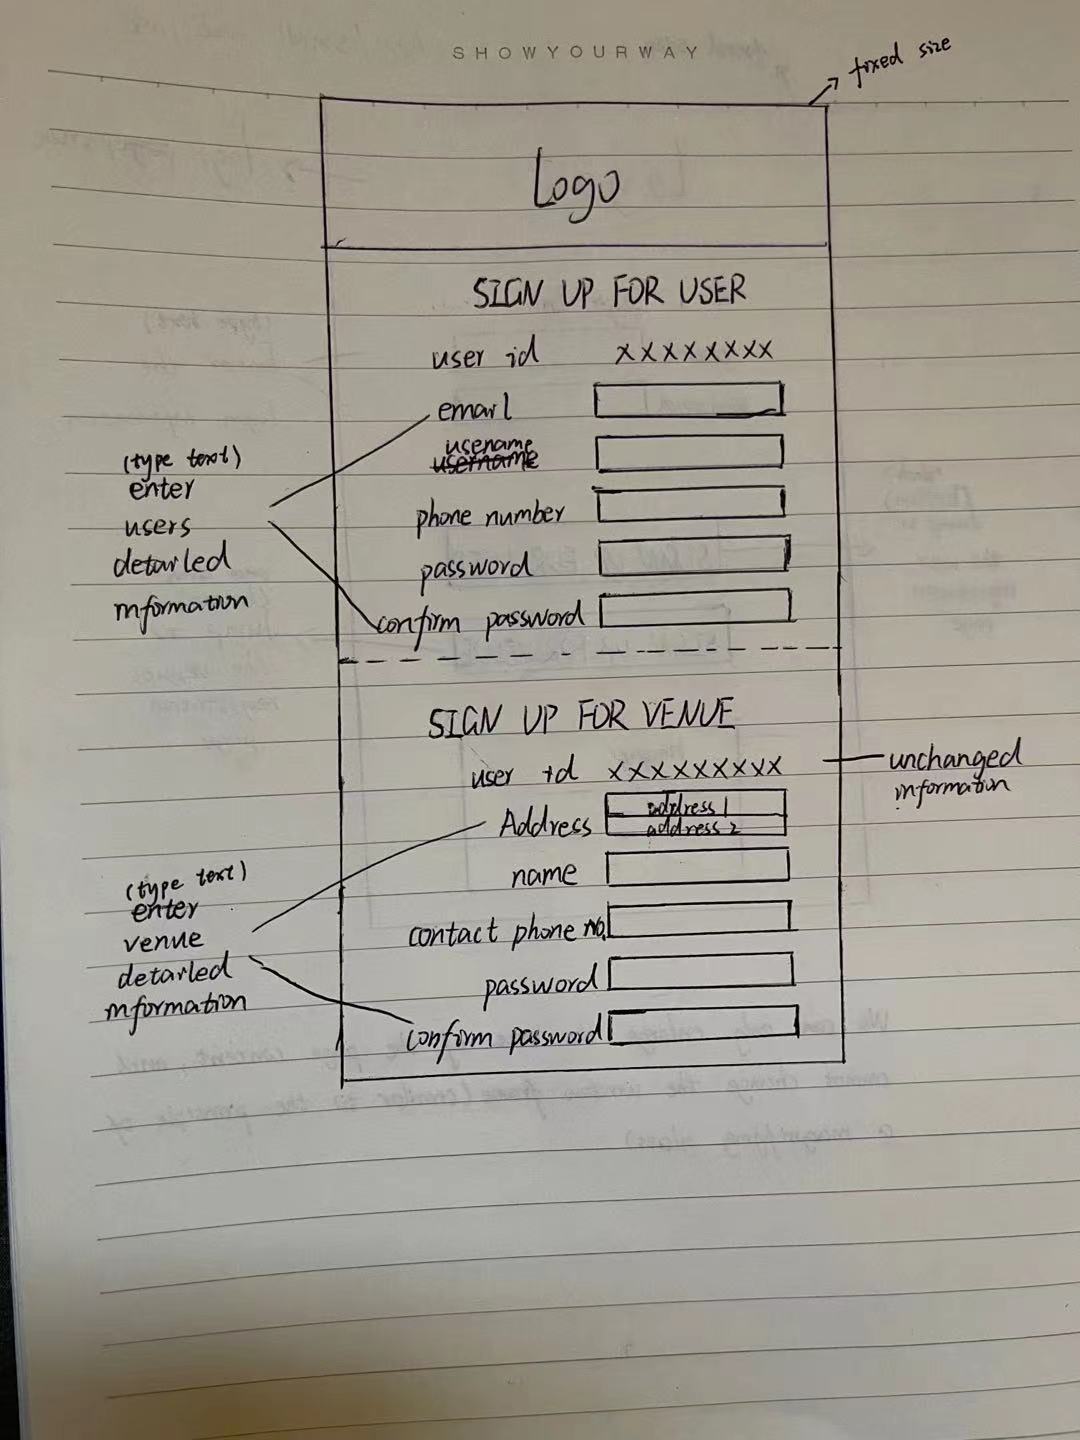 SHOWYOURWAY
fixed size
Logo
SIGN UP FOR USER
user id XXXXXXXX
email
usename
username
phone number
password
confirm password
(type text)
enter
users
detailed
information
SIGN UP FOR VENUE
user id XXXXXXXXX
unchanged
information
Address
address 1
address 2
name
contact phone no.
password
confirm password
(type text)
enter
venue
detailed
information